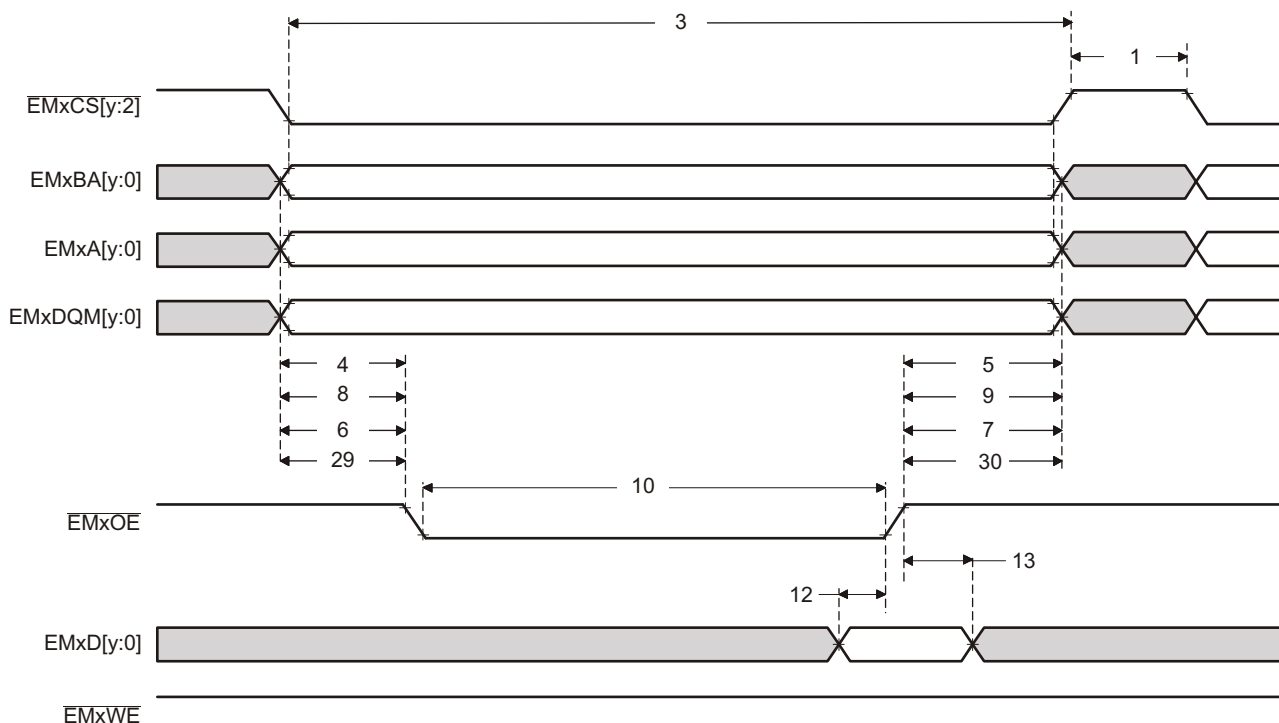 3
1
EMxCS[y:2]
EMxBA[y:0]
EMxA[y:0]
EMxDQM[y:0]
4 5
8 9
6 7
29 30
10
EMxOE
13
12
EMxD[y:0]
EMxWE